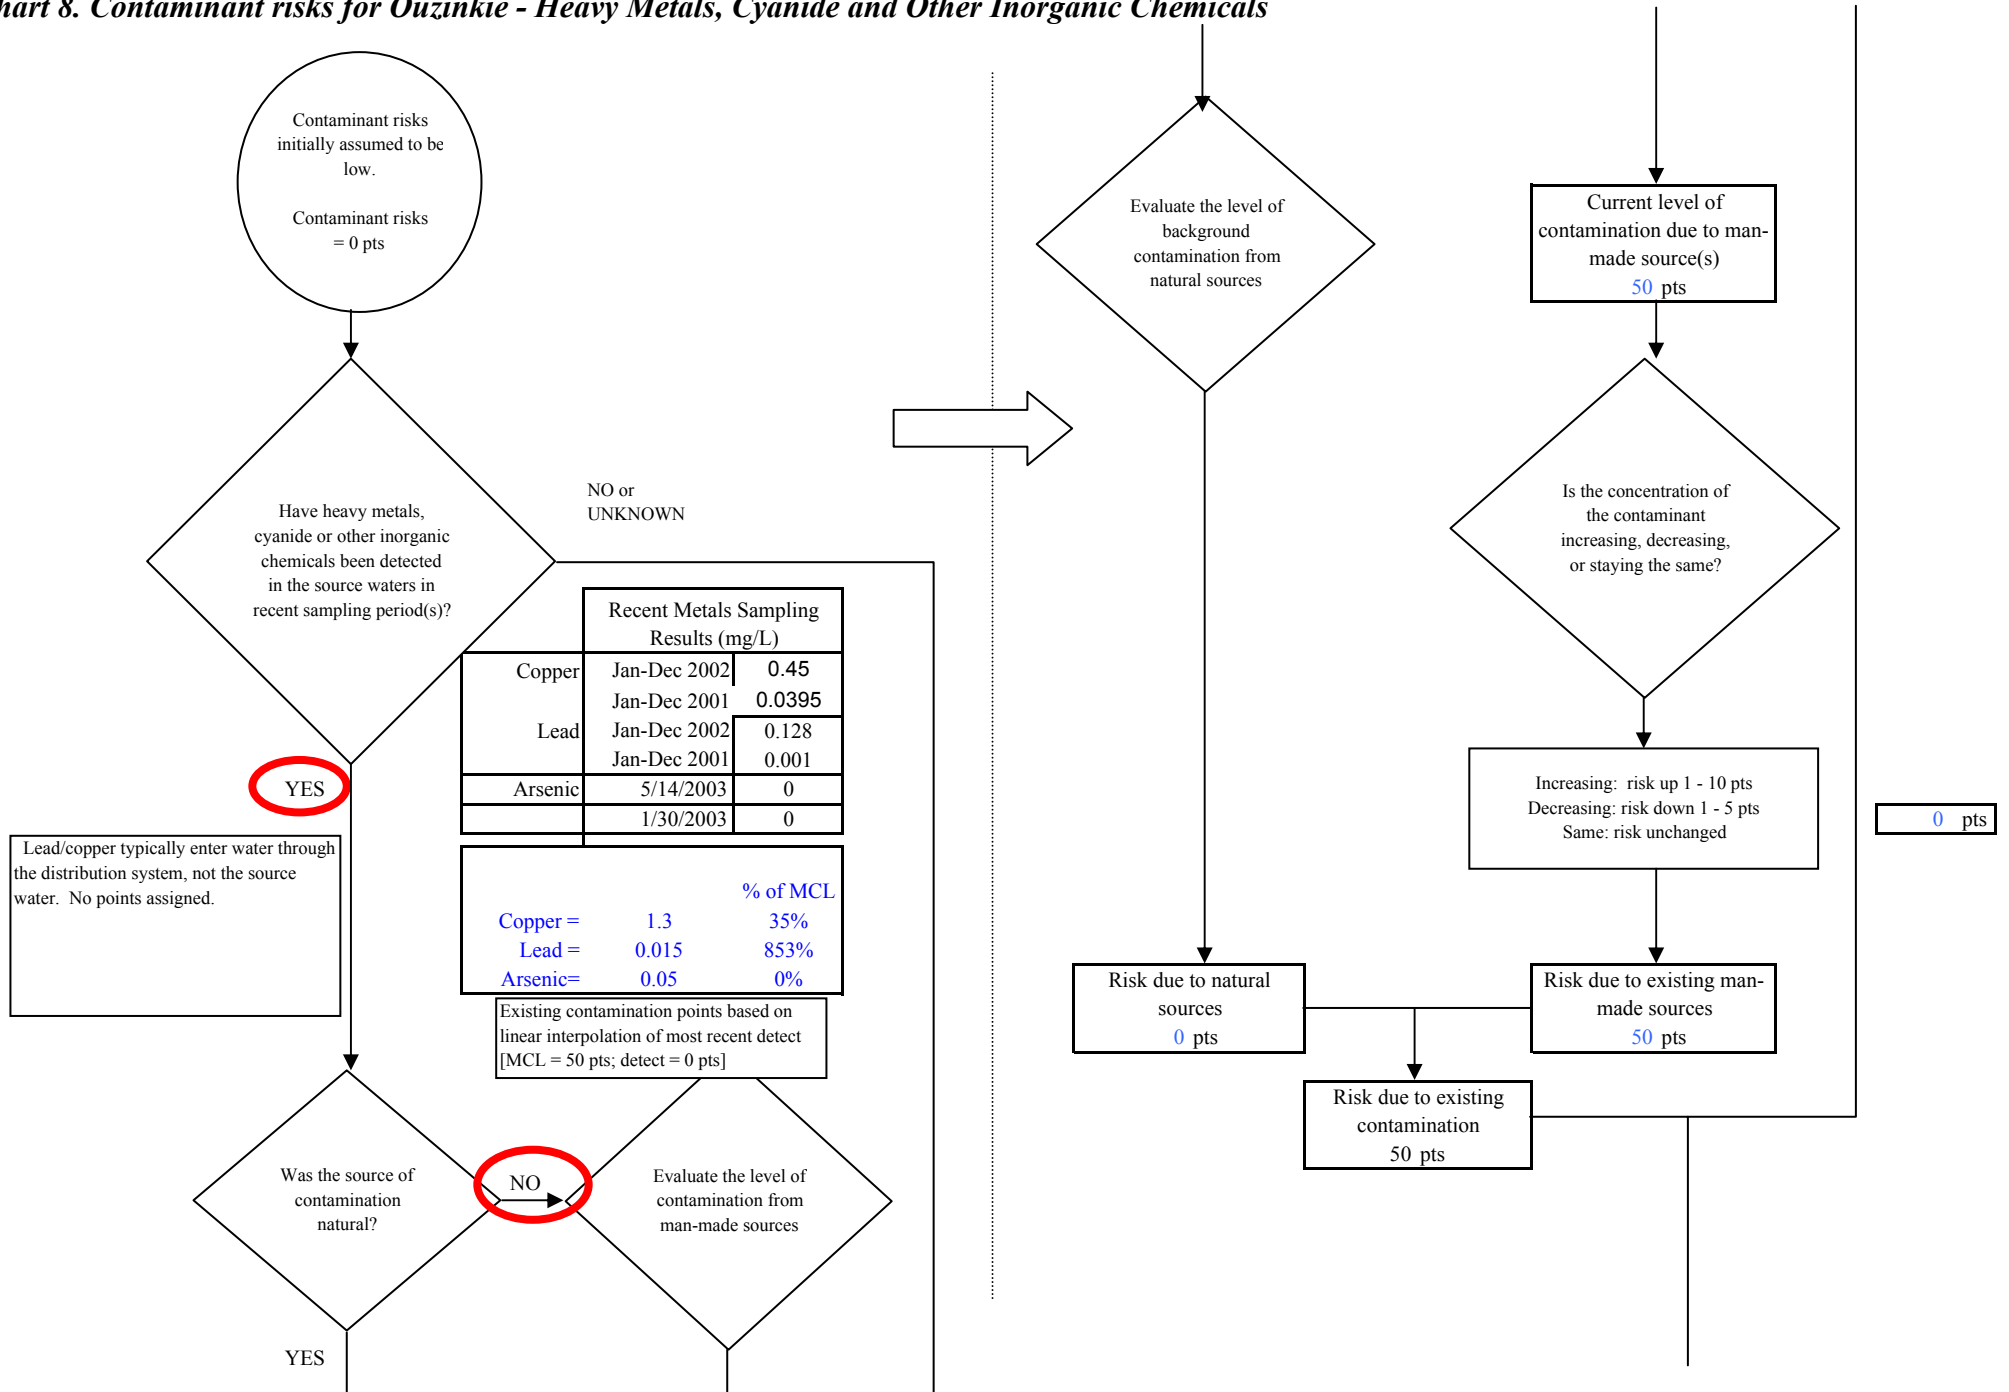 hart 8. Contaminant risks for Ouzinkie - Heavy Metals, Cyanide and Other Inorganic Chemicals
Contaminant risks
initially assumed to be
low.
Contaminant risks
= 0 pts
Have heavy metals,
cyanide or other inorganic
chemicals been detected
in the source waters in
recent sampling period(s)?
NO or
UNKNOWN
YES
Recent Metals Sampling
Results (mg/L)
Copper Jan-Dec 2002 0.45
Jan-Dec 2001 0.0395
Lead Jan-Dec 2002 0.128
Jan-Dec 2001 0.001
Arsenic 5/14/2003 0
1/30/2003 0
% of MCL
Copper = 1.3 35%
Lead = 0.015 853%
Arsenic= 0.05 0%
Lead/copper typically enter water through
the distribution system, not the source
water. No points assigned.
Existing contamination points based on
linear interpolation of most recent detect
[MCL = 50 pts; detect = 0 pts]
Was the source of
contamination
natural?
NO
Evaluate the level of
contamination from
man-made sources
YES
Evaluate the level of
background
contamination from
natural sources
Current level of
contamination due to man-
made source(s)
50 pts
Is the concentration of
the contaminant
increasing, decreasing,
or staying the same?
Increasing: risk up 1 - 10 pts
Decreasing: risk down 1 - 5 pts
Same: risk unchanged
0 pts
Risk due to natural
sources
0 pts
Risk due to existing man-
made sources
50 pts
Risk due to existing
contamination
50 pts